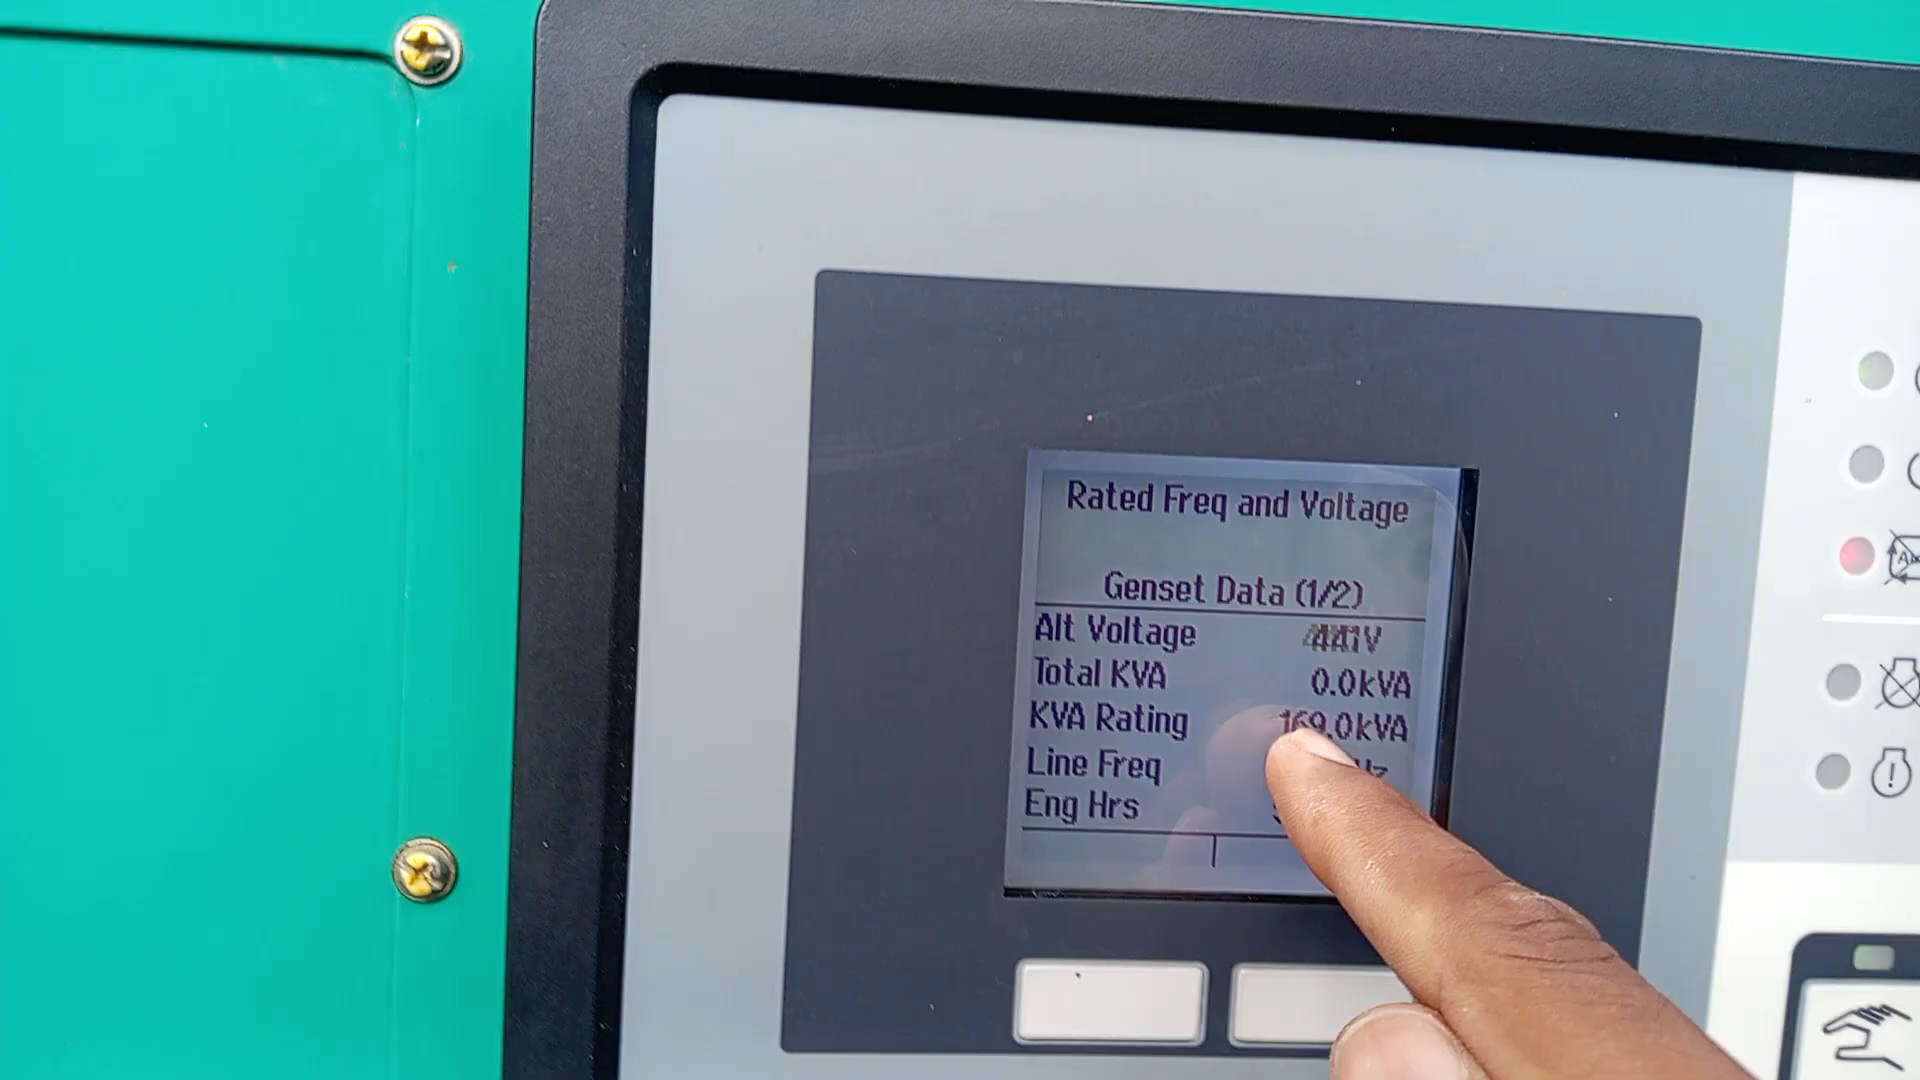 Rated Freq and Voltage
Genset Data (1/2)
Alt Voltage
Total KVA 0.0kVA
KVA Rating 169.0kVA
Line Freq Hz
Eng Hrs